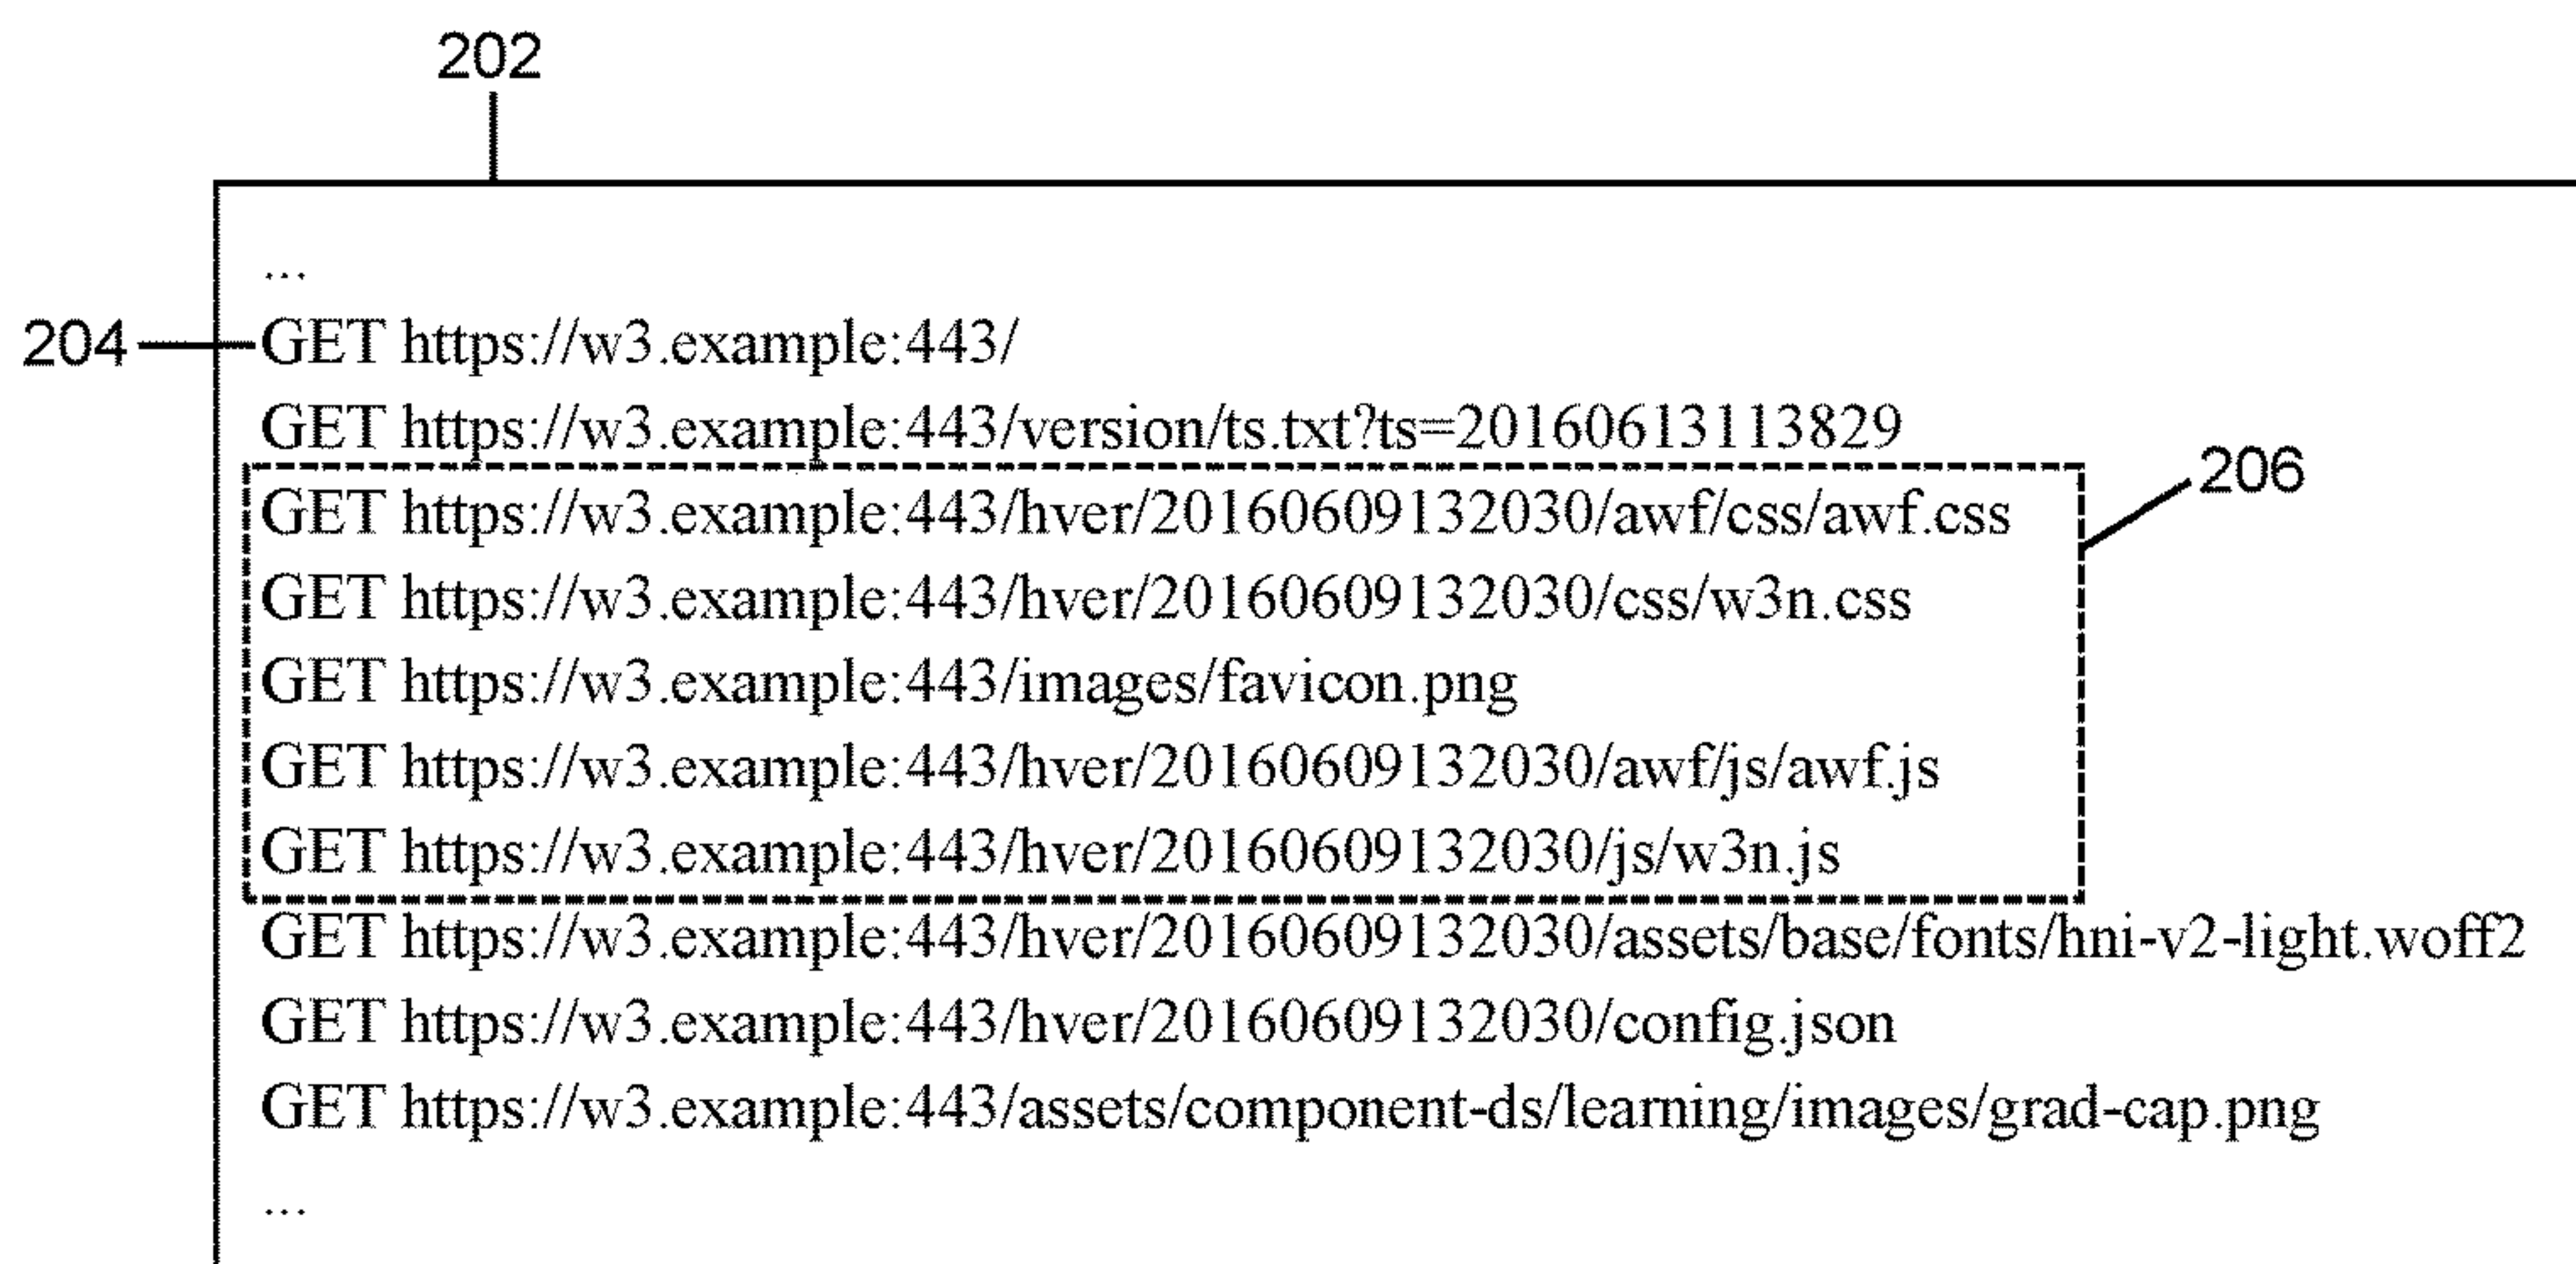 202
...
204
GET https://w3.example:443/
GET https://w3.example:443/version/ts.txt?ts=20160613113829
206
GET https://w3.example:443/hver/20160609132030/awf/css/awf.css
GET https://w3.example:443/hver/20160609132030/css/w3n.css
GET https://w3.example:443/images/favicon.png
GET https://w3.example:443/hver/20160609132030/awf/js/awf.js
GET https://w3.example:443/hver/20160609132030/js/w3n.js
GET https://w3.example:443/hver/20160609132030/assets/base/fonts/hni-v2-light.woff2
GET https://w3.example:443/hver/20160609132030/config.json
GET https://w3.example:443/assets/component-ds/learning/images/grad-cap.png
...